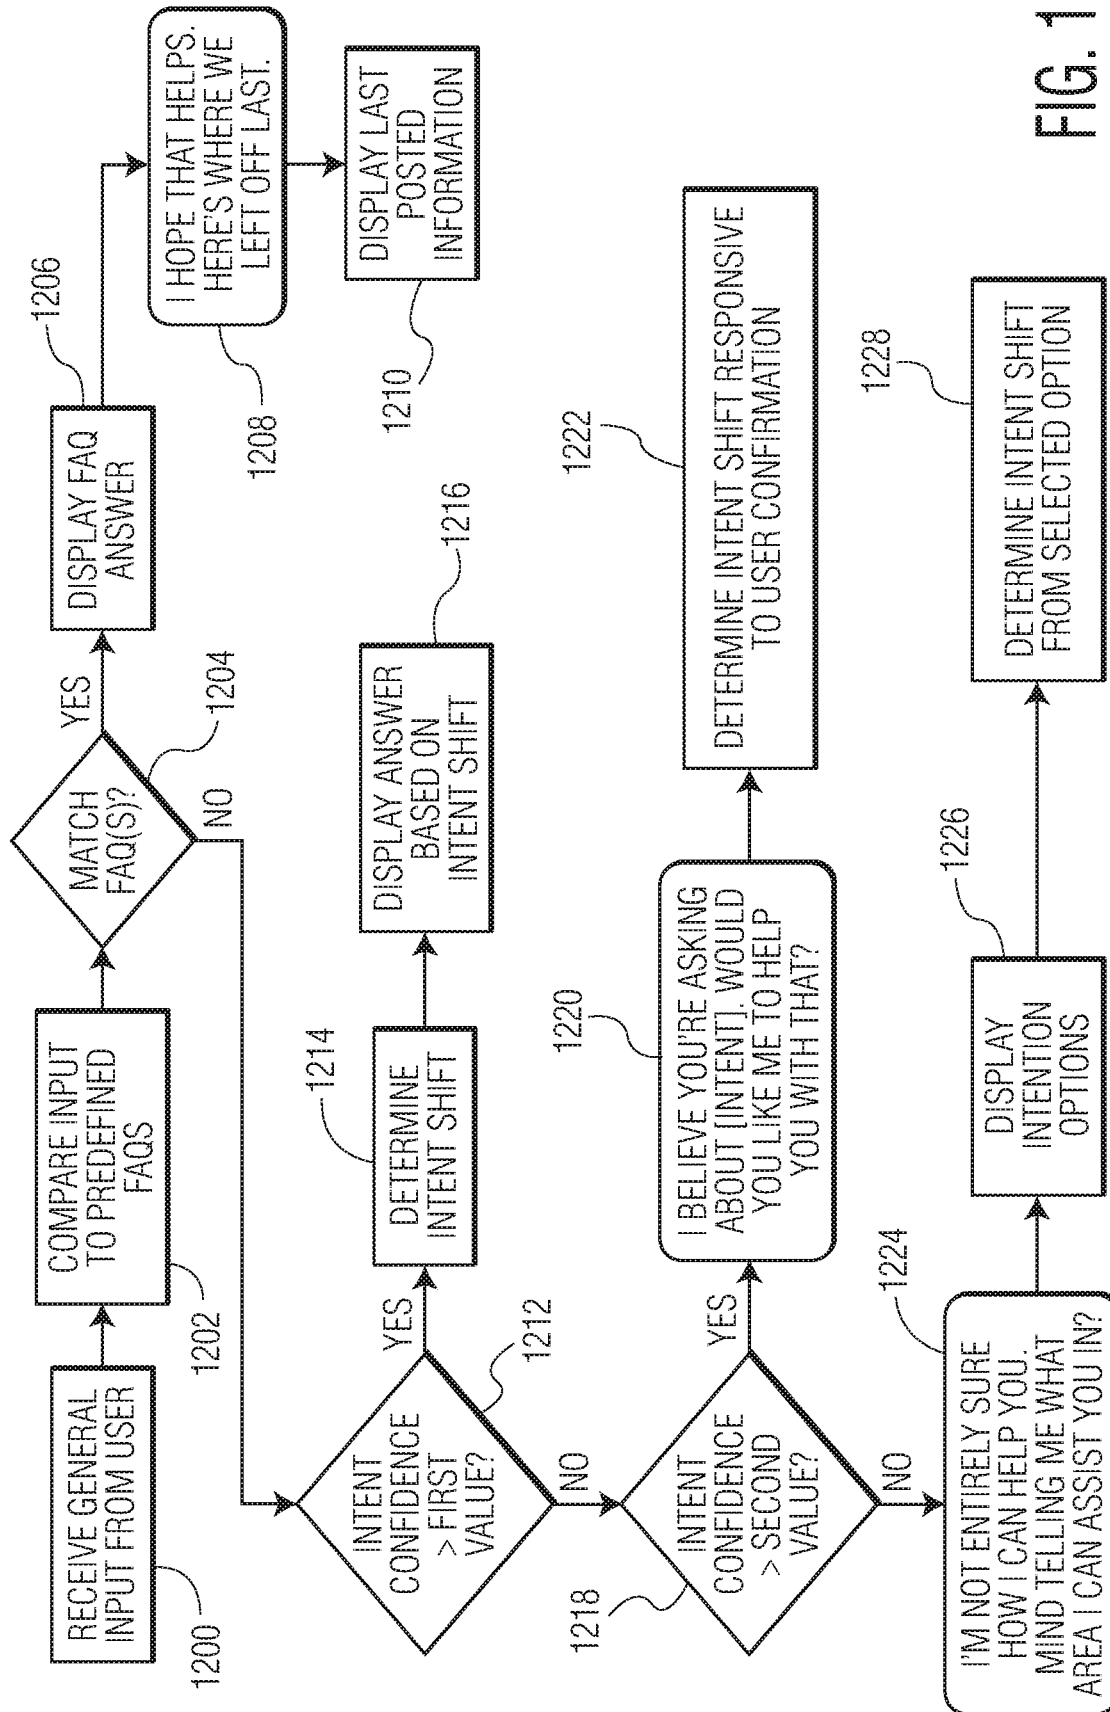 RECEIVE GENERAL
INPUT FROM USER
1200
COMPARE INPUT
TO PREDEFINED
FAQS
1202
MATCH
FAQ(S)?
1204
YES
NO
DISPLAY FAQ
ANSWER
1206
I HOPE THAT HELPS.
HERE'S WHERE WE
LEFT OFF LAST.
1208
DISPLAY LAST
POSTED
INFORMATION
1210
INTENT
CONFIDENCE
> FIRST
VALUE?
1212
YES
NO
DETERMINE
INTENT SHIFT
1214
DISPLAY ANSWER
BASED ON
INTENT SHIFT
1216
INTENT
CONFIDENCE
> SECOND
VALUE?
1218
YES
NO
I BELIEVE YOU'RE ASKING
ABOUT [INTENT]. WOULD
YOU LIKE ME TO HELP
YOU WITH THAT?
1220
DETERMINE INTENT SHIFT RESPONSIVE
TO USER CONFIRMATION
1222
I'M NOT ENTIRELY SURE
HOW I CAN HELP YOU.
MIND TELLING ME WHAT
AREA I CAN ASSIST YOU IN?
1224
DISPLAY
INTENTION
OPTIONS
1226
DETERMINE INTENT SHIFT
FROM SELECTED OPTION
1228
FIG. 1